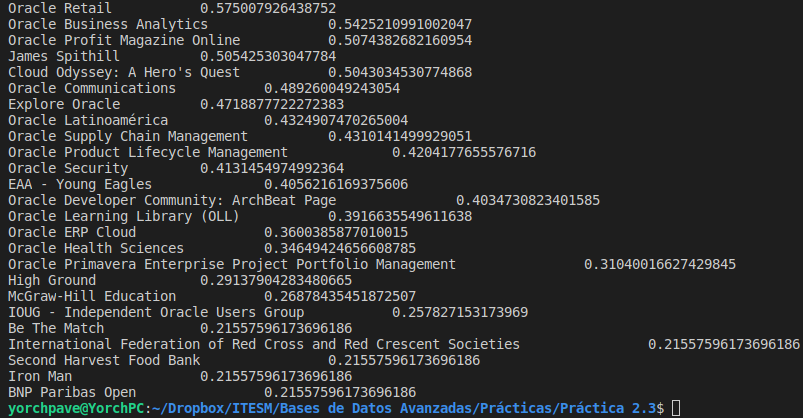 Oracle Retail 0.575007926438752
Oracle Business Analytics 0.5425210991002047
Oracle Profit Magazine Online 0.5074382682160954
James Spithill 0.505425303047784
Cloud Odyssey: A Hero's Quest 0.5043034530774868
Oracle Communications 0.489260049243054
Explore Oracle 0.4718877722272383
Oracle Latinoamérica 0.4324907470265004
Oracle Supply Chain Management 0.4310141499929051
Oracle Product Lifecycle Management 0.4204177655576716
Oracle Security 0.4131454974992364
EAA - Young Eagles 0.4056216169375606
Oracle Developer Community: ArchBeat Page 0.4034730823401585
Oracle Learning Library (OLL) 0.3916635549611638
Oracle ERP Cloud 0.3600385877010015
Oracle Health Sciences 0.34649424656608785
Oracle Primavera Enterprise Project Portfolio Management 0.31040016627429845
High Ground 0.29137904283480665
McGraw-Hill Education 0.26878435451872507
IOUG - Independent Oracle Users Group 0.257827153173969
Be The Match 0.21557596173696186
International Federation of Red Cross and Red Crescent Societies 0.21557596173696186
Second Harvest Food Bank 0.21557596173696186
Iron Man 0.21557596173696186
BNP Paribas Open 0.21557596173696186
yorchpave@YorchPC:~/Dropbox/ITESM/Bases de Datos Avanzadas/Prácticas/Práctica 2.3$